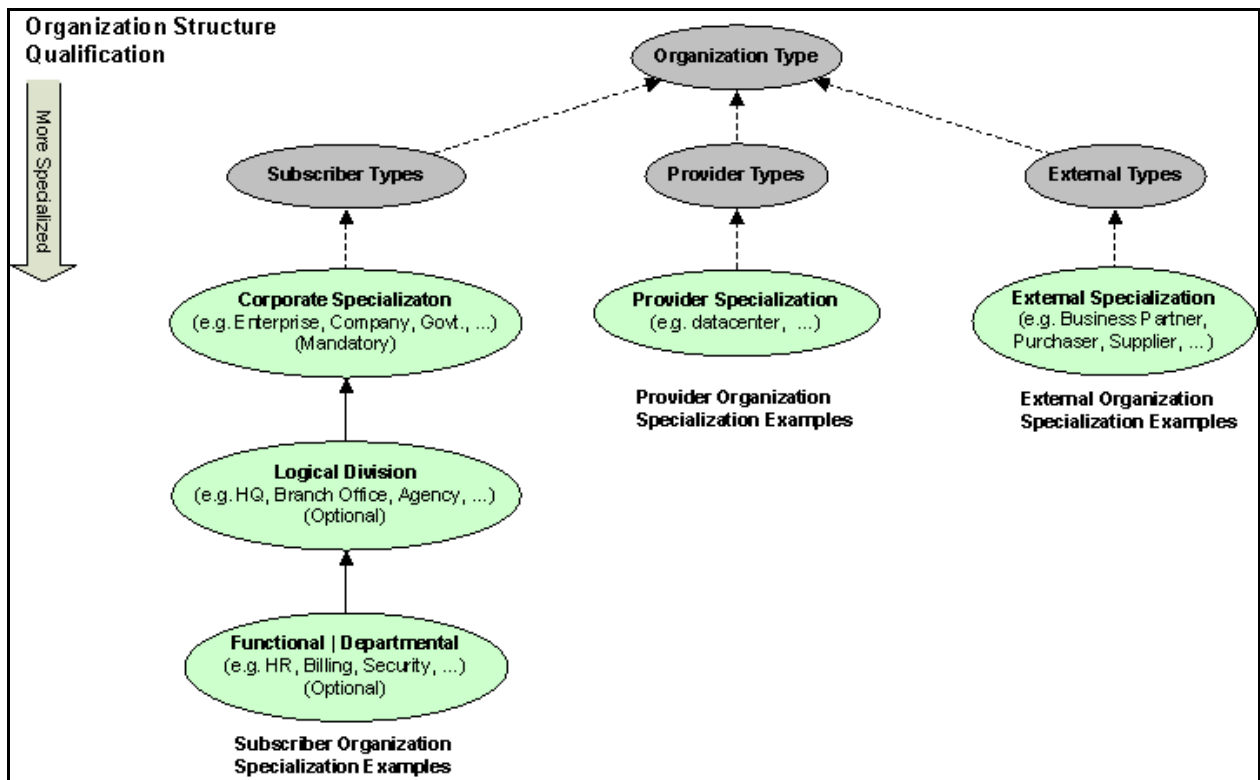 Organization Structure
Qualification
More Specialized
Organization Type
Subscriber Types
Provider Types
External Types
Corporate Specializaton
(e.g. Enterprise, Company, Govt., ...)
(Mandatory)
Provider Specialization
(e.g. datacenter, ...)
External Specialization
(e.g. Business Partner,
Purchaser, Supplier, ...)
Provider Organization
Specialization Examples
External Organization
Specialization Examples
Logical Division
(e.g. HQ, Branch Office, Agency, ...)
(Optional)
Functional | Departmental
(e.g. HR, Billing, Security, ...)
(Optional)
Subscriber Organization
Specialization Examples